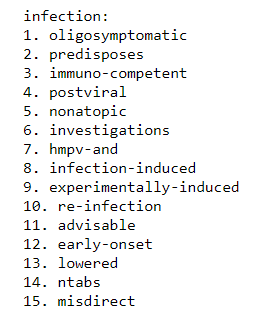 infection:
1. oligosymptomatic
2. predisposes
3. immuno-competent
4. postviral
5. nonatopic
6. investigations
7. hmpv-and
8. infection-induced
9. experimentally-induced
10. re-infection
11. advisable
12. early-onset
13. lowered
14. ntabs
15. misdirect